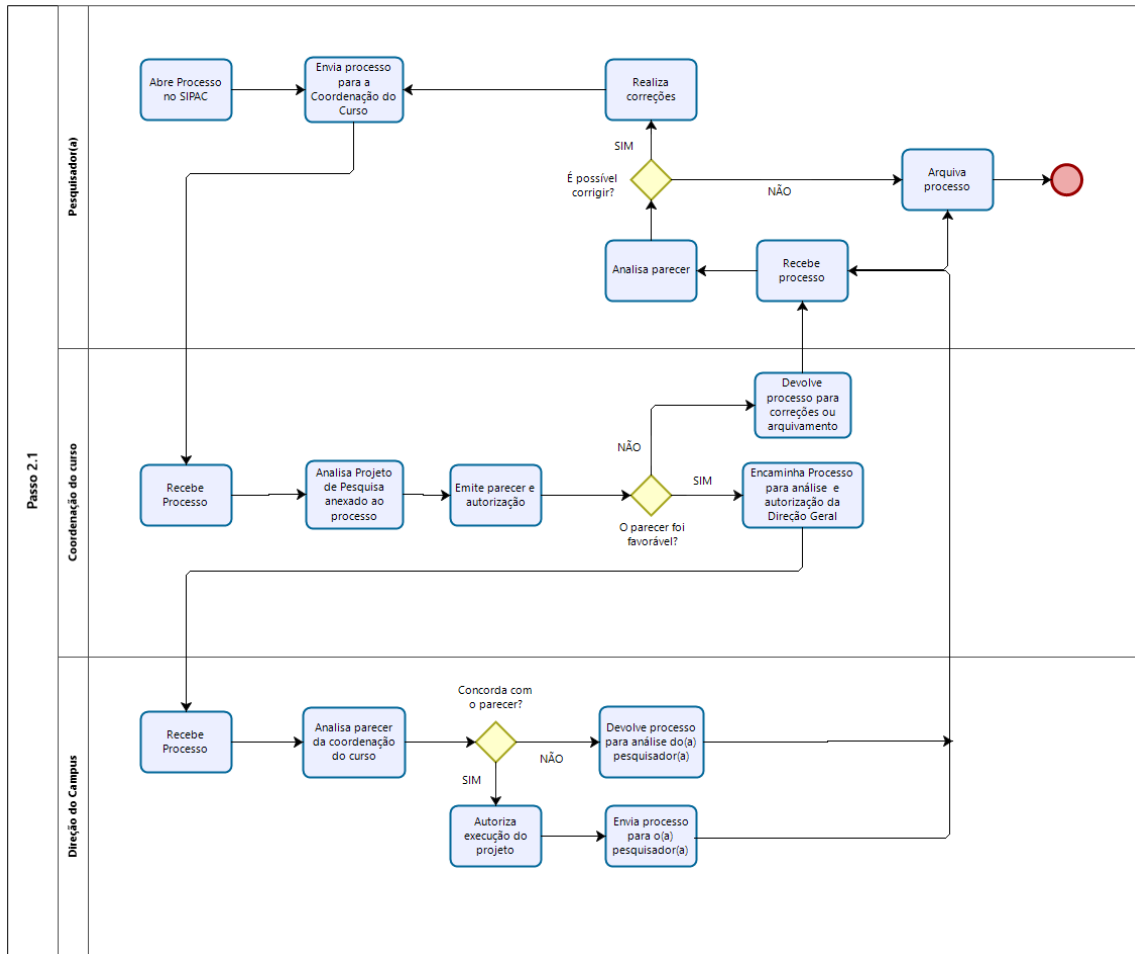 Passo 2.1
Pesquisador(a)
Abre Processo
no SIPAC
Envia processo
para a
Coordenação do
Curso
Realiza
correções
SIM
É possível
corrigir?
NÃO
Arquiva
processo
Analisa parecer
Recebe
processo
Coordenação do curso
Devolve
processo para
correções ou
arquivamento
NÃO
Recebe
Processo
Analisa Projeto
de Pesquisa
anexado ao
processo
Emite parecer e
autorização
SIM
O parecer foi
favorável?
Encaminha Processo
para análise e
autorização da
Direção Geral
Direção do Campus
Recebe
Processo
Analisa parecer
da coordenação
do curso
Concorda com
o parecer?
NÃO
Devolve processo
para análise do(a)
pesquisador(a)
SIM
Autoriza
execução do
projeto
Envia processo
para o(a)
pesquisador(a)